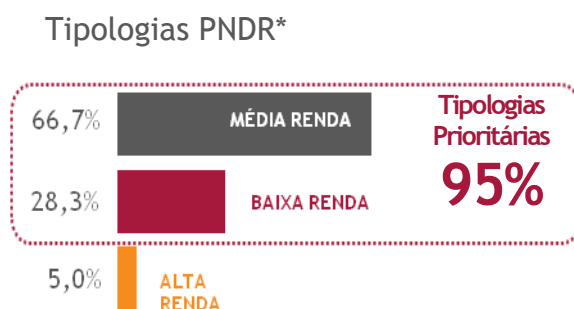 Tipologias PNDR*
66,7%
MÉDIA RENDA
Tipologias
Prioritárias
95%
28,3%
BAIXA RENDA
5,0%
ALTA
RENDA